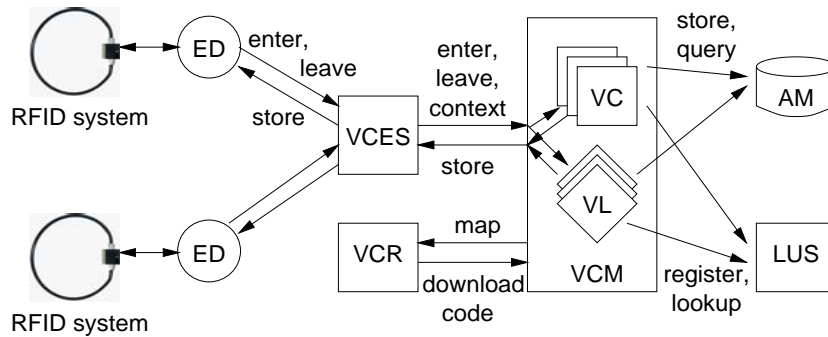 RFID system
ED
enter,
leave
store
VCES
enter,
leave,
context
store
VC
VL
VCM
store,
query
AM
RFID system
ED
VCR
map
download
code
register,
lookup
LUS